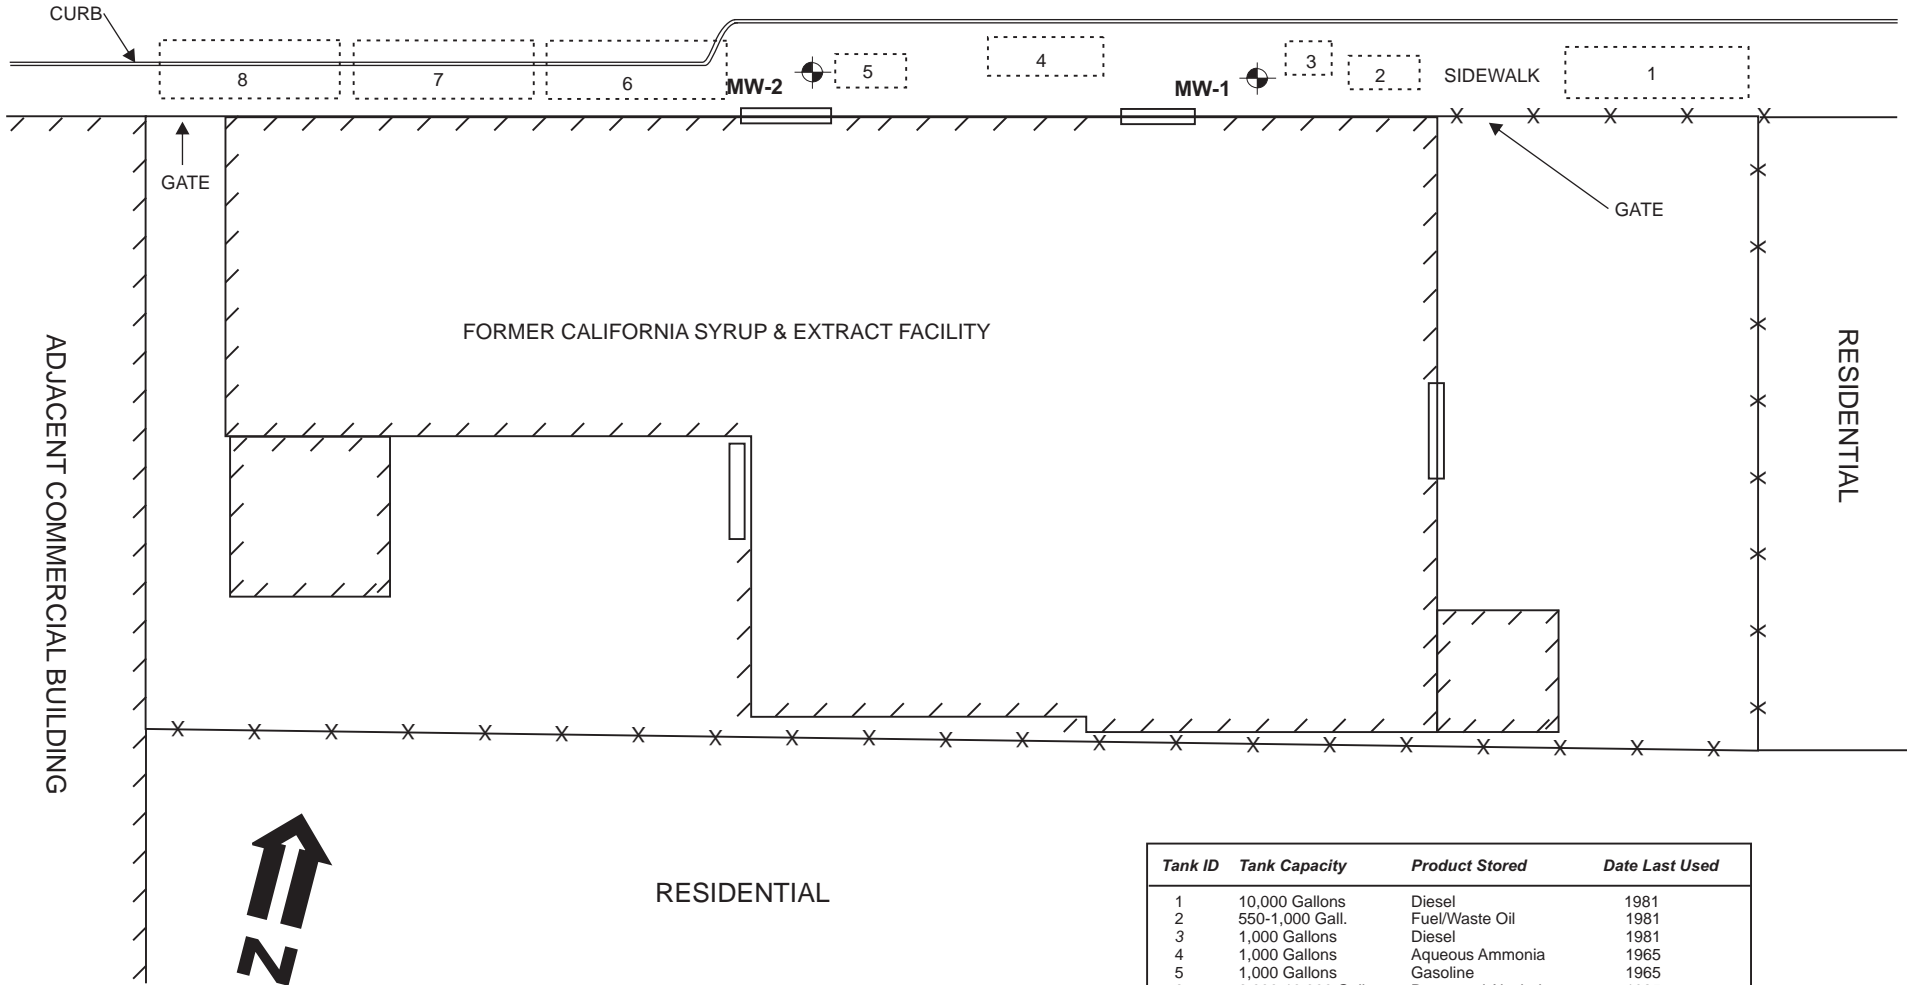 CURB
8
7
6
MW-2
5
4
MW-1
3
2
SIDEWALK
1
GATE
GATE
FORMER CALIFORNIA SYRUP & EXTRACT FACILITY
ADJACENT COMMERCIAL BUILDING
RESIDENTIAL
RESIDENTIAL
N
Tank ID Tank Capacity Product Stored Date Last Used
1 10,000 Gallons Diesel 1981
2 550-1,000 Gall. Fuel/Waste Oil 1981
3 1,000 Gallons Diesel 1981
4 1,000 Gallons Aqueous Ammonia 1965
5 1,000 Gallons Gasoline 1965